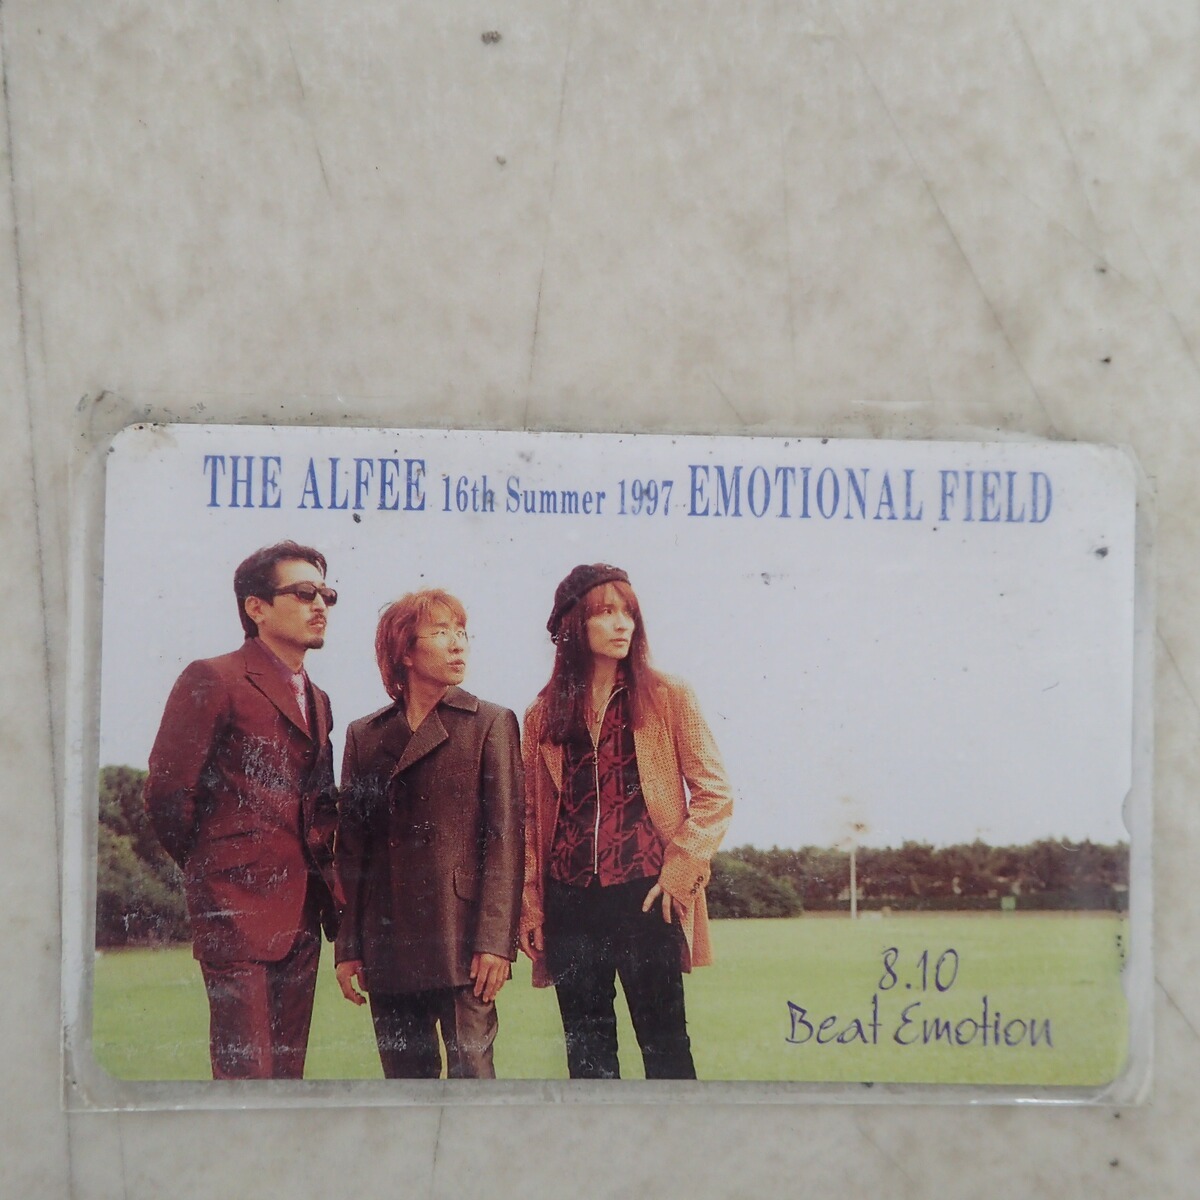 THE ALFEE 16th Summer 1997 EMOTIONAL FIELD
8.10
Beat Emotion